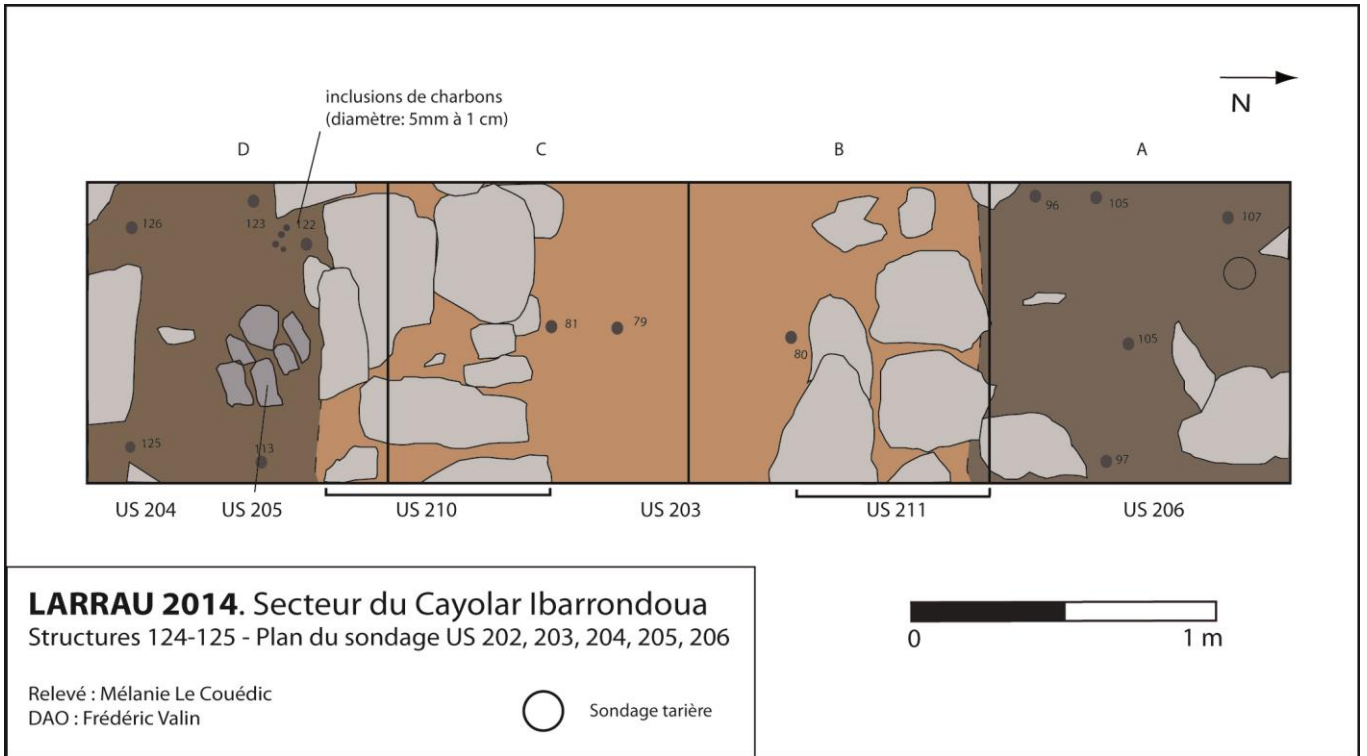 inclusions de charbons
(diamètre: 5mm à 1 cm)
N
D C B A
126 123 122 96 105 107
81 79 80 105
125 113 97
US 204 US 205 US 210 US 203 US 211 US 206
LARRAU 2014. Secteur du Cayolar Ibarrondoua
Structures 124-125 - Plan du sondage US 202, 203, 204, 205, 206
0 1 m
Relevé : Mélanie Le Couédic
DAO : Frédéric Valin
Sondage tarière